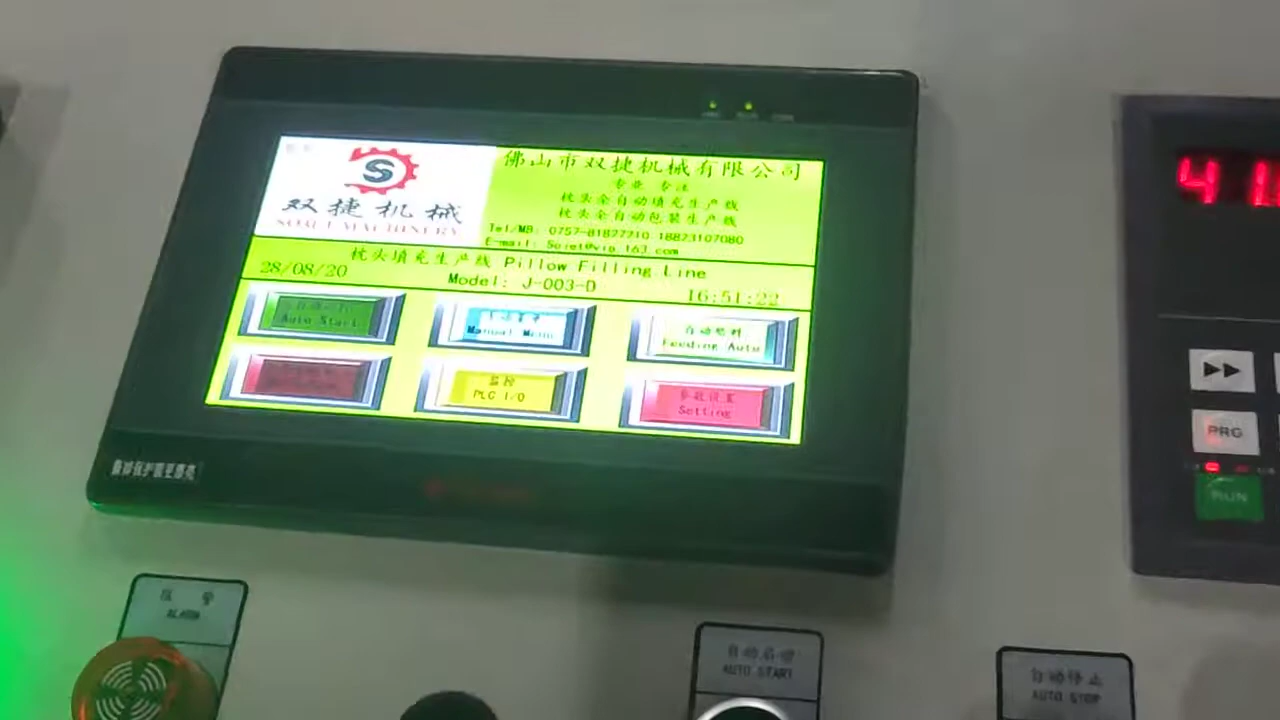 双捷机械
SOJET MACHINERY
佛山市双捷机械有限公司
专业 专注
枕头全自动填充生产线
枕头全自动包装生产线
Tel/MB: 0757-81827710 18823107080
E-mail: Sojet@vip.163.com
枕头填充生产线 Pillow Filling Line
28/08/20
Model: J-003-D
16:51:22
Auto Start
Manual Menu
自动喂料
Feeding Auto
监控
PLC I/O
参数设置
Setting
41
PRG
RUN
报 警
ALARM
自动启动
AUTO START
自动停止
AUTO STOP